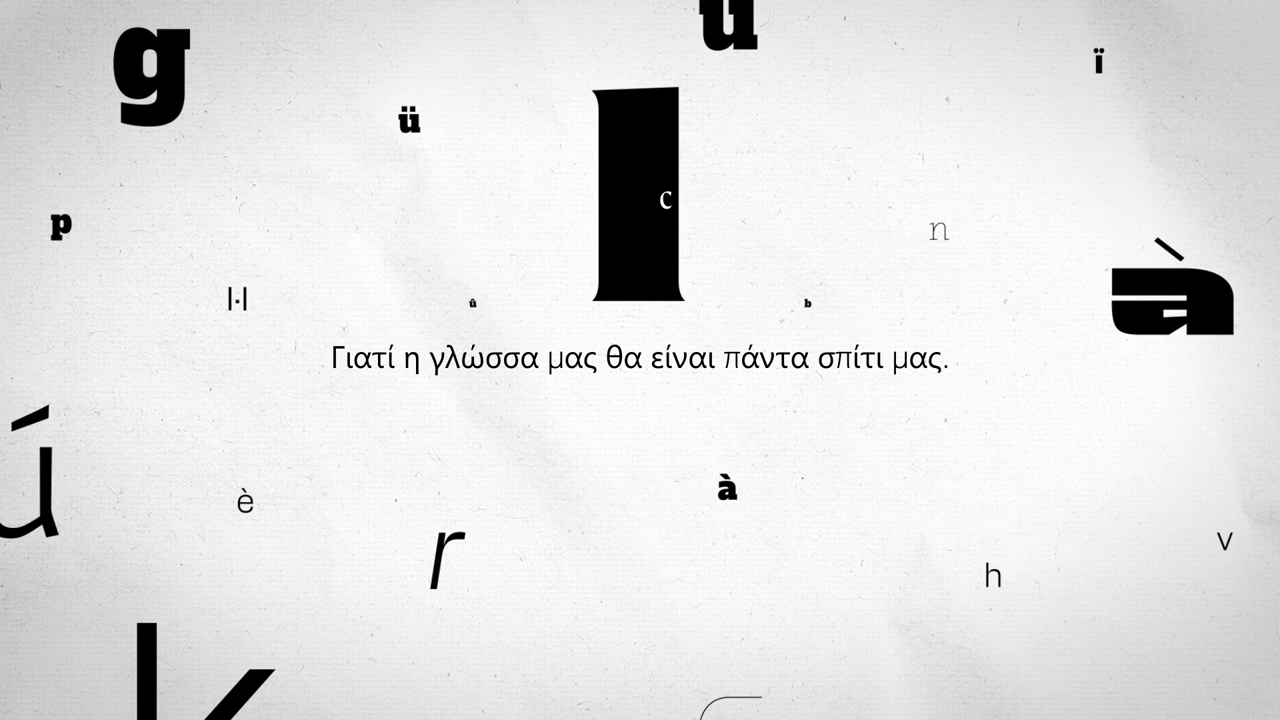 g
u
ï
ü
l
c
p
n
à
l·l
û
b
Γιατί η γλώσσα μας θα είναι πάντα σπίτι μας.
ú
è
à
r
v
h
k